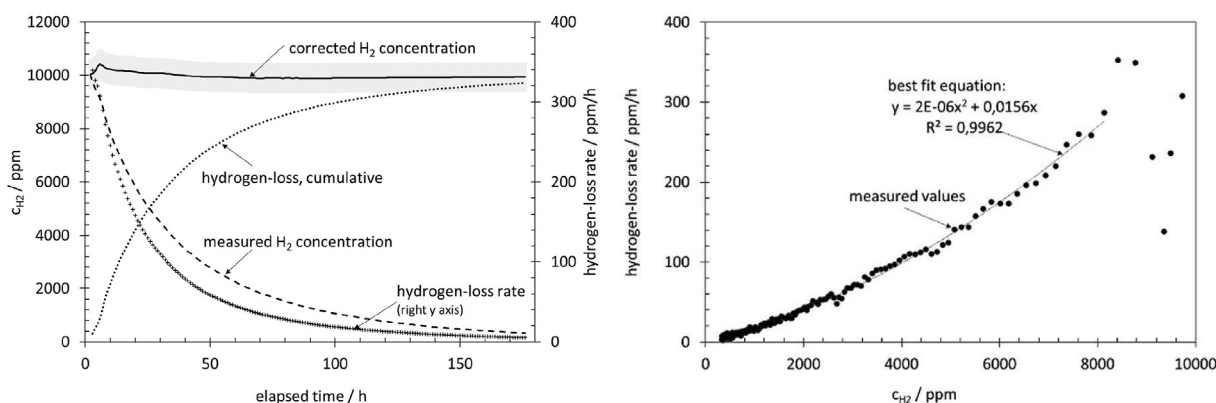 12000
10000
8000
6000
4000
2000
0
c_H2 / ppm
0
50
100
150
elapsed time / h
400
300
200
100
0
hydrogen-loss rate / ppm/h
corrected H₂ concentration
hydrogen-loss, cumulative
measured H₂ concentration
hydrogen-loss rate
(right y axis)
400
300
200
100
0
hydrogen-loss rate / ppm/h
0
2000
4000
6000
8000
10000
c_H2 / ppm
best fit equation:
y = 2E-06x² + 0,0156x
R² = 0,9962
measured values